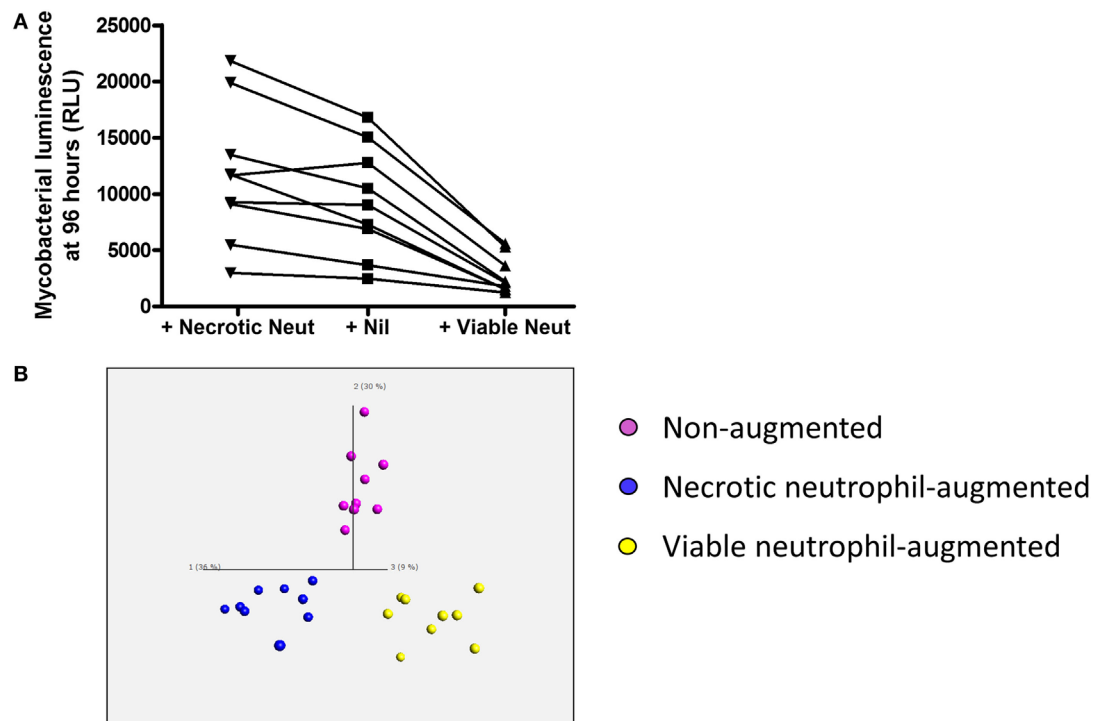 A
Mycobacterial luminescence
at 96 hours (RLU)
25000
20000
15000
10000
5000
0
+ Necrotic Neut + Nil + Viable Neut
B
2 (30 %)
1 (36 %)
3 (9 %)
Non-augmented
Necrotic neutrophil-augmented
Viable neutrophil-augmented